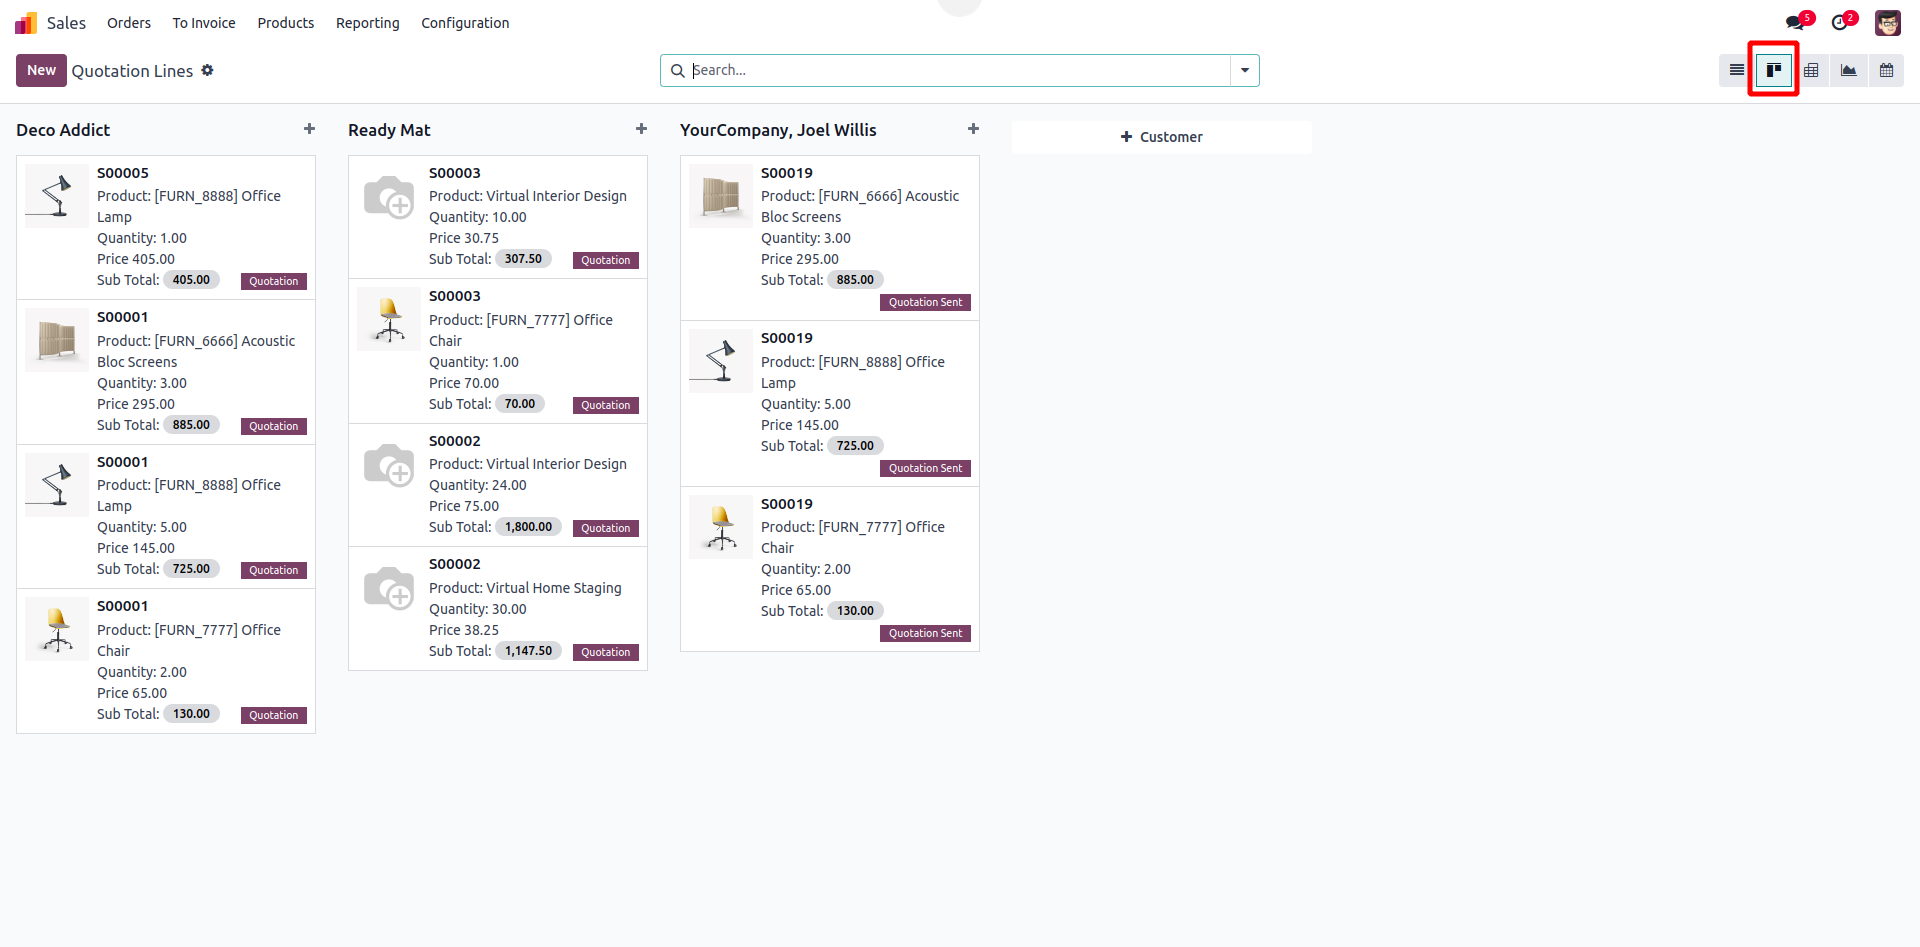 Sales Orders To Invoice Products Reporting Configuration 5 2
New Quotation Lines Search...
Deco Addict
S00005
Product: [FURN_8888] Office
Lamp
Quantity: 1.00
Price 405.00
Sub Total: 405.00 Quotation
S00001
Product: [FURN_6666] Acoustic
Bloc Screens
Quantity: 3.00
Price 295.00
Sub Total: 885.00 Quotation
S00001
Product: [FURN_8888] Office
Lamp
Quantity: 5.00
Price 145.00
Sub Total: 725.00 Quotation
S00001
Product: [FURN_7777] Office
Chair
Quantity: 2.00
Price 65.00
Sub Total: 130.00 Quotation
Ready Mat
S00003
Product: Virtual Interior Design
Quantity: 10.00
Price 30.75
Sub Total: 307.50 Quotation
S00003
Product: [FURN_7777] Office
Chair
Quantity: 1.00
Price 70.00
Sub Total: 70.00 Quotation
S00002
Product: Virtual Interior Design
Quantity: 24.00
Price 75.00
Sub Total: 1,800.00 Quotation
S00002
Product: Virtual Home Staging
Quantity: 30.00
Price 38.25
Sub Total: 1,147.50 Quotation
YourCompany, Joel Willis
S00019
Product: [FURN_6666] Acoustic
Bloc Screens
Quantity: 3.00
Price 295.00
Sub Total: 885.00
Quotation Sent
S00019
Product: [FURN_8888] Office
Lamp
Quantity: 5.00
Price 145.00
Sub Total: 725.00
Quotation Sent
S00019
Product: [FURN_7777] Office
Chair
Quantity: 2.00
Price 65.00
Sub Total: 130.00
Quotation Sent
Customer